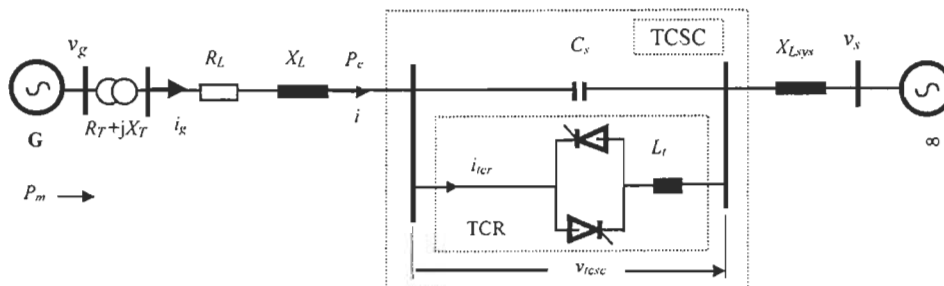 v_g
R_L
X_L
P_e
C_s
TCSC
X_Lsys
v_s
G
R_T+jX_T
i_g
i
∞
P_m
i_tcr
L_t
TCR
v_tcsc